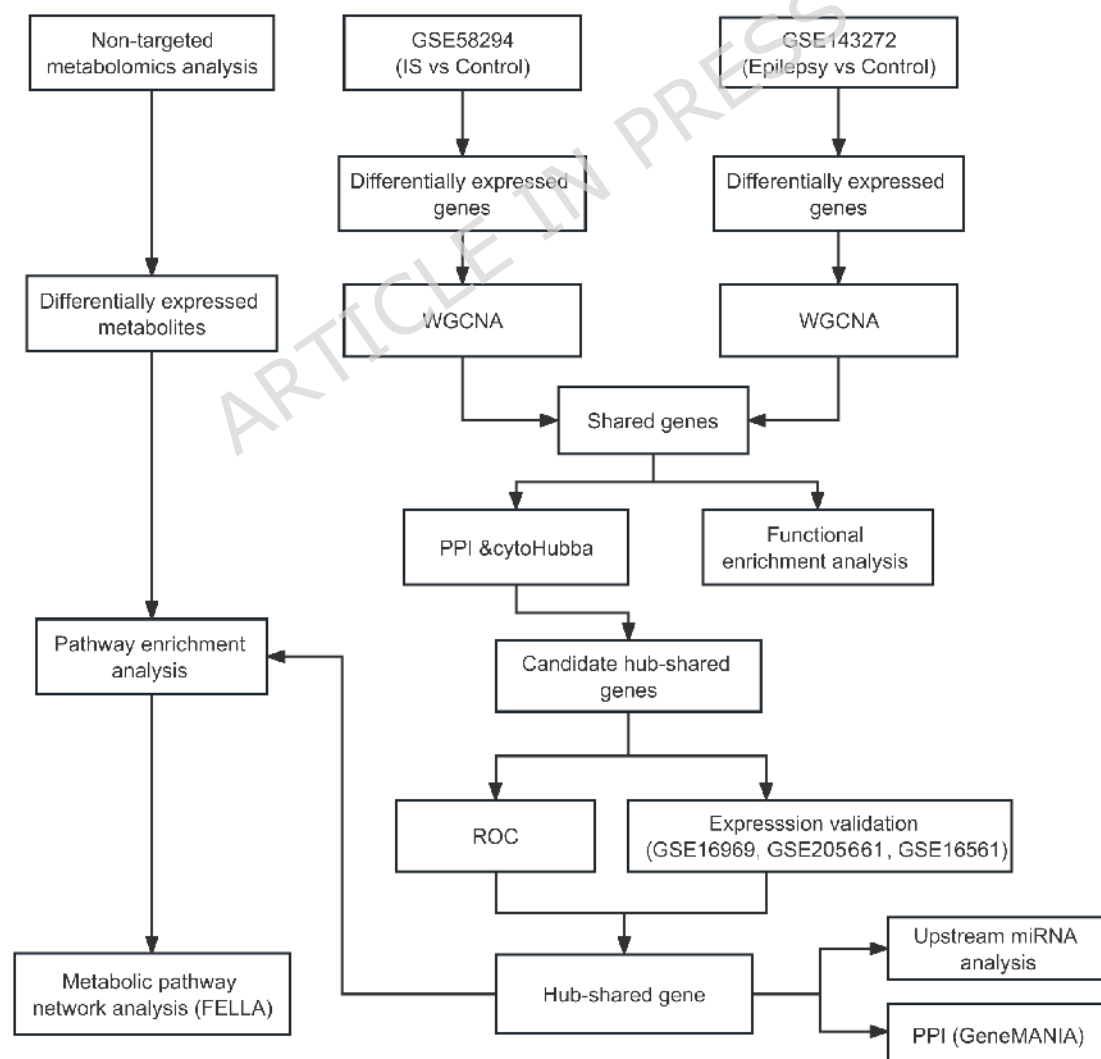 Non-targeted
metabolomics analysis
GSE58294
(IS vs Control)
GSE143272
(Epilepsy vs Control)
Differentially expressed
genes
Differentially expressed
genes
Differentially expressed
metabolites
WGCNA
WGCNA
Shared genes
PPI &cytoHubba
Functional
enrichment analysis
Pathway enrichment
analysis
Candidate hub-shared
genes
ROC
Expresssion validation
(GSE16969, GSE205661, GSE16561)
Metabolic pathway
network analysis (FELLA)
Hub-shared gene
Upstream miRNA
analysis
PPI (GeneMANIA)
ARTICLE IN PRESS